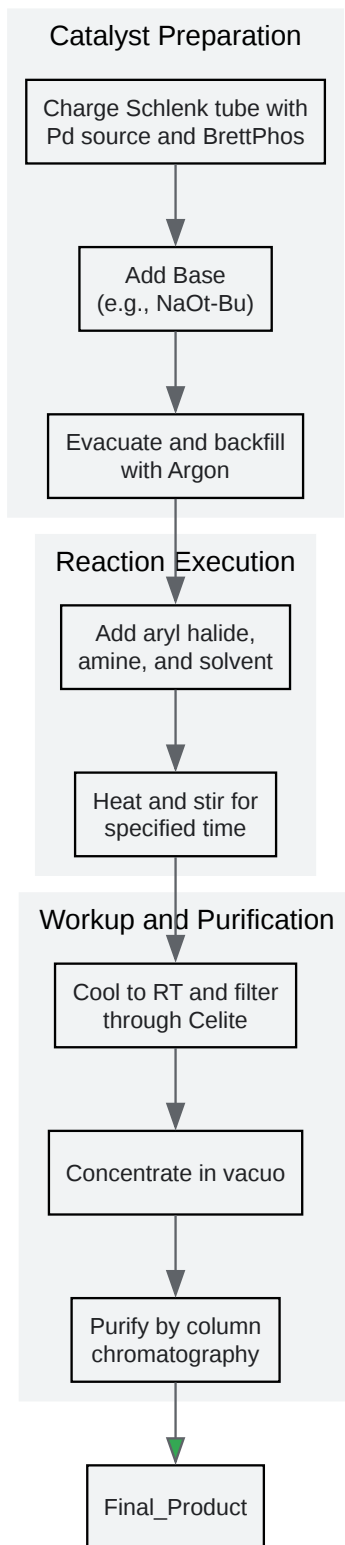 Catalyst Preparation
Charge Schlenk tube with
Pd source and BrettPhos
Add Base
(e.g., NaOt-Bu)
Evacuate and backfill
with Argon
Reaction Execution
Add aryl halide,
amine, and solvent
Heat and stir for
specified time
Workup and Purification
Cool to RT and filter
through Celite
Concentrate in vacuo
Purify by column
chromatography
Final_Product